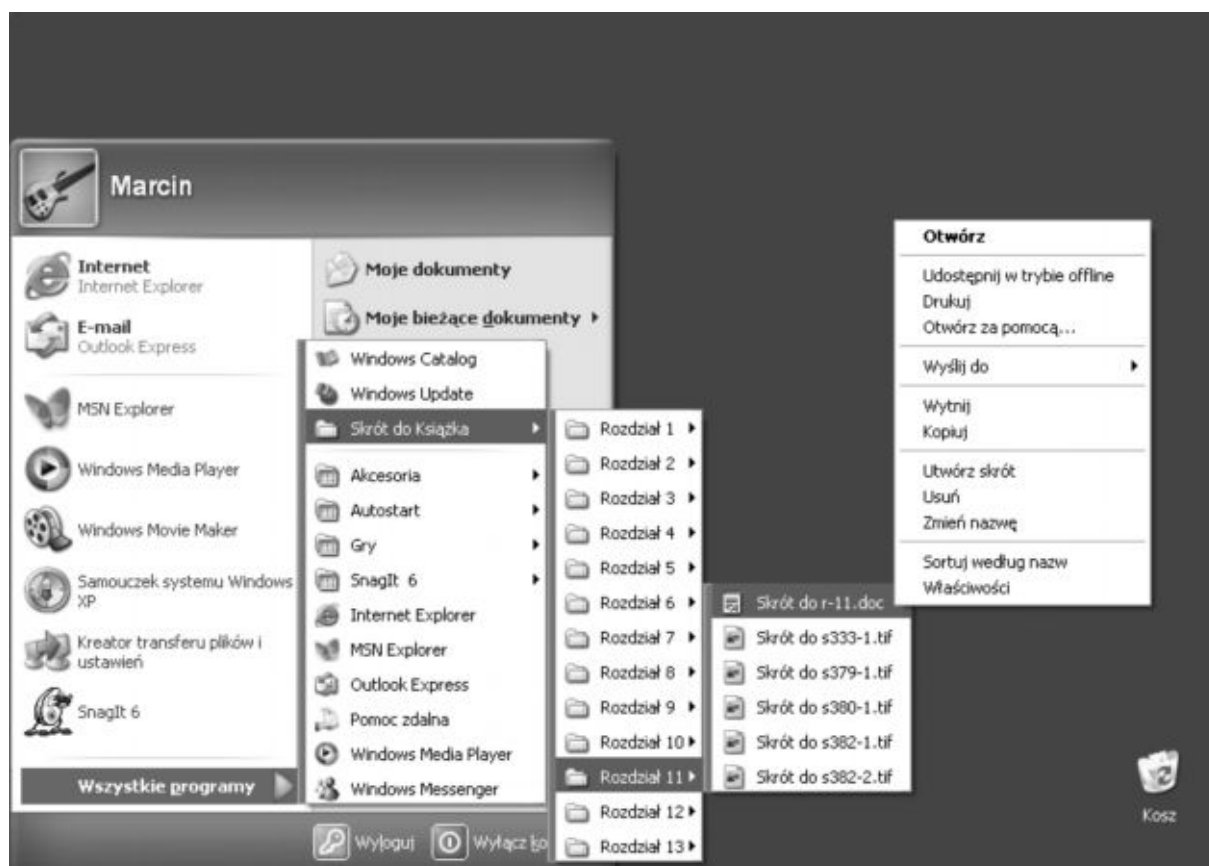 Marcin
Internet
Internet Explorer
E-mail
Outlook Express
MSN Explorer
Windows Media Player
Windows Movie Maker
Samouczek systemu Windows
XP
Kreator transferu plików i
ustawień
SnagIt 6
Wszystkie programy
Moje dokumenty
Moje bieżące dokumenty
Windows Catalog
Windows Update
Skrót do Książka
Akcesoria
Autostart
Gry
SnagIt 6
Internet Explorer
MSN Explorer
Outlook Express
Pomoc zdalna
Windows Media Player
Windows Messenger
Wyloguj
Wyłącz ko
Rozdział 1
Rozdział 2
Rozdział 3
Rozdział 4
Rozdział 5
Rozdział 6
Rozdział 7
Rozdział 8
Rozdział 9
Rozdział 10
Rozdział 11
Rozdział 12
Rozdział 13
Skrót do r-11.doc
Skrót do s333-1.tif
Skrót do s379-1.tif
Skrót do s380-1.tif
Skrót do s382-1.tif
Skrót do s382-2.tif
Otwórz
Udostępnij w trybie offline
Drukuj
Otwórz za pomocą...
Wyślij do
Wytnij
Kopiuj
Utwórz skrót
Usuń
Zmień nazwę
Sortuj według nazw
Właściwości
Kosz